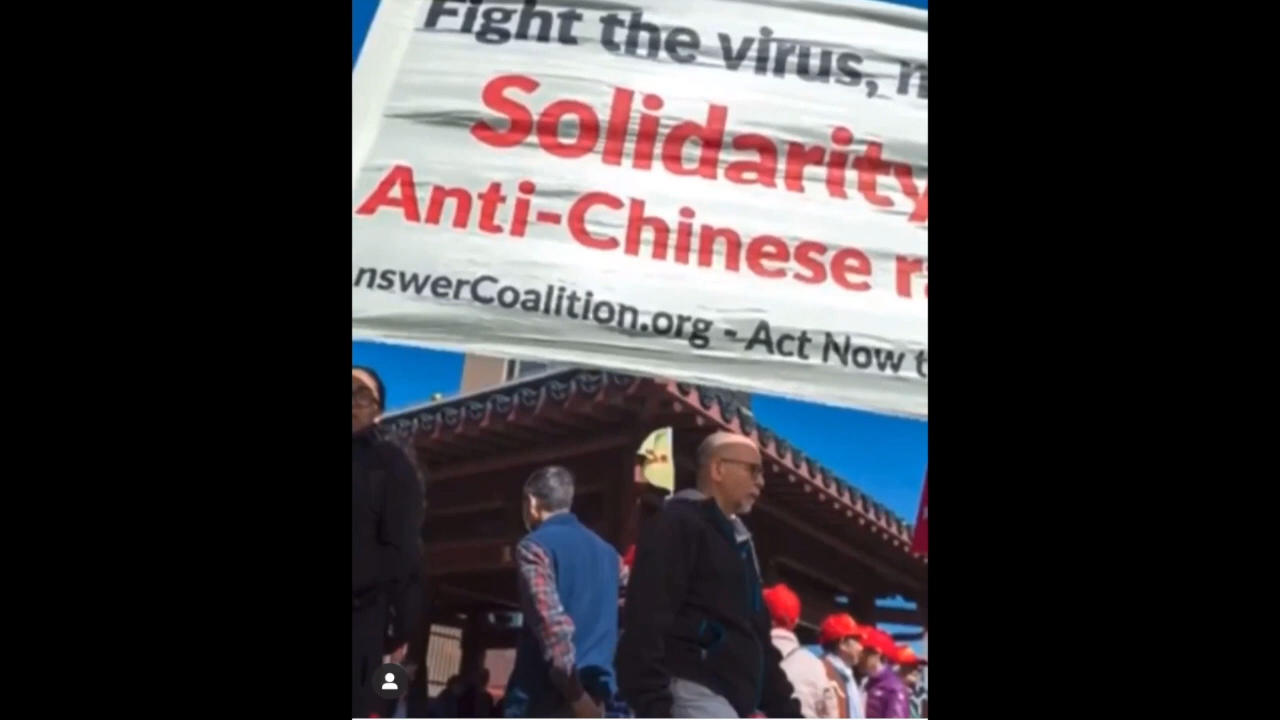 Fight the virus,
Solidarity
Anti-Chinese
nswerCoalition.org - Act Now